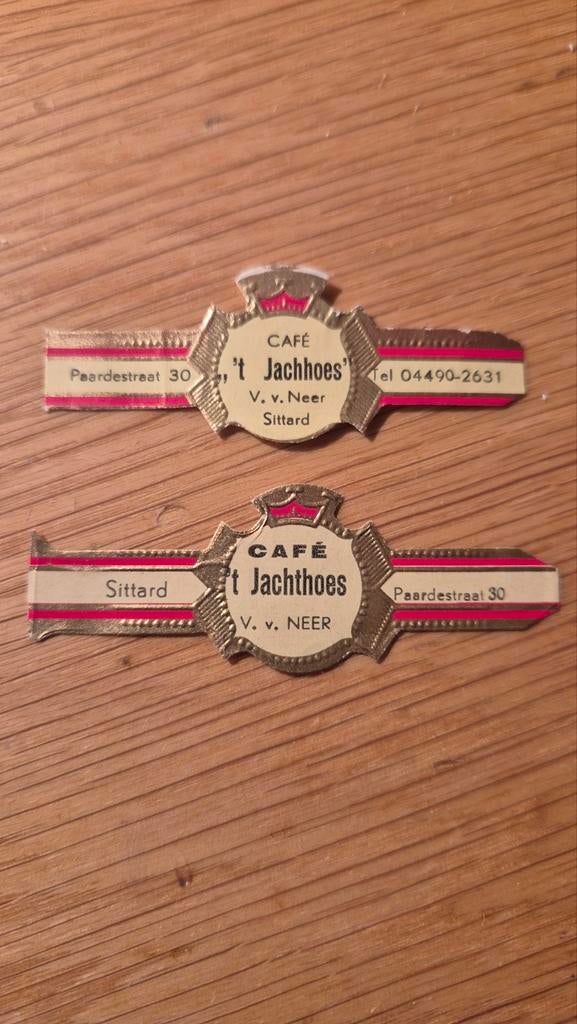 CAFÉ
Paardestraat 30 „'t Jachhoes" Tel 04490-2631
V. v. Neer
Sittard
CAFÉ
Sittard 't Jachthoes Paardestraat 30
V. v. NEER